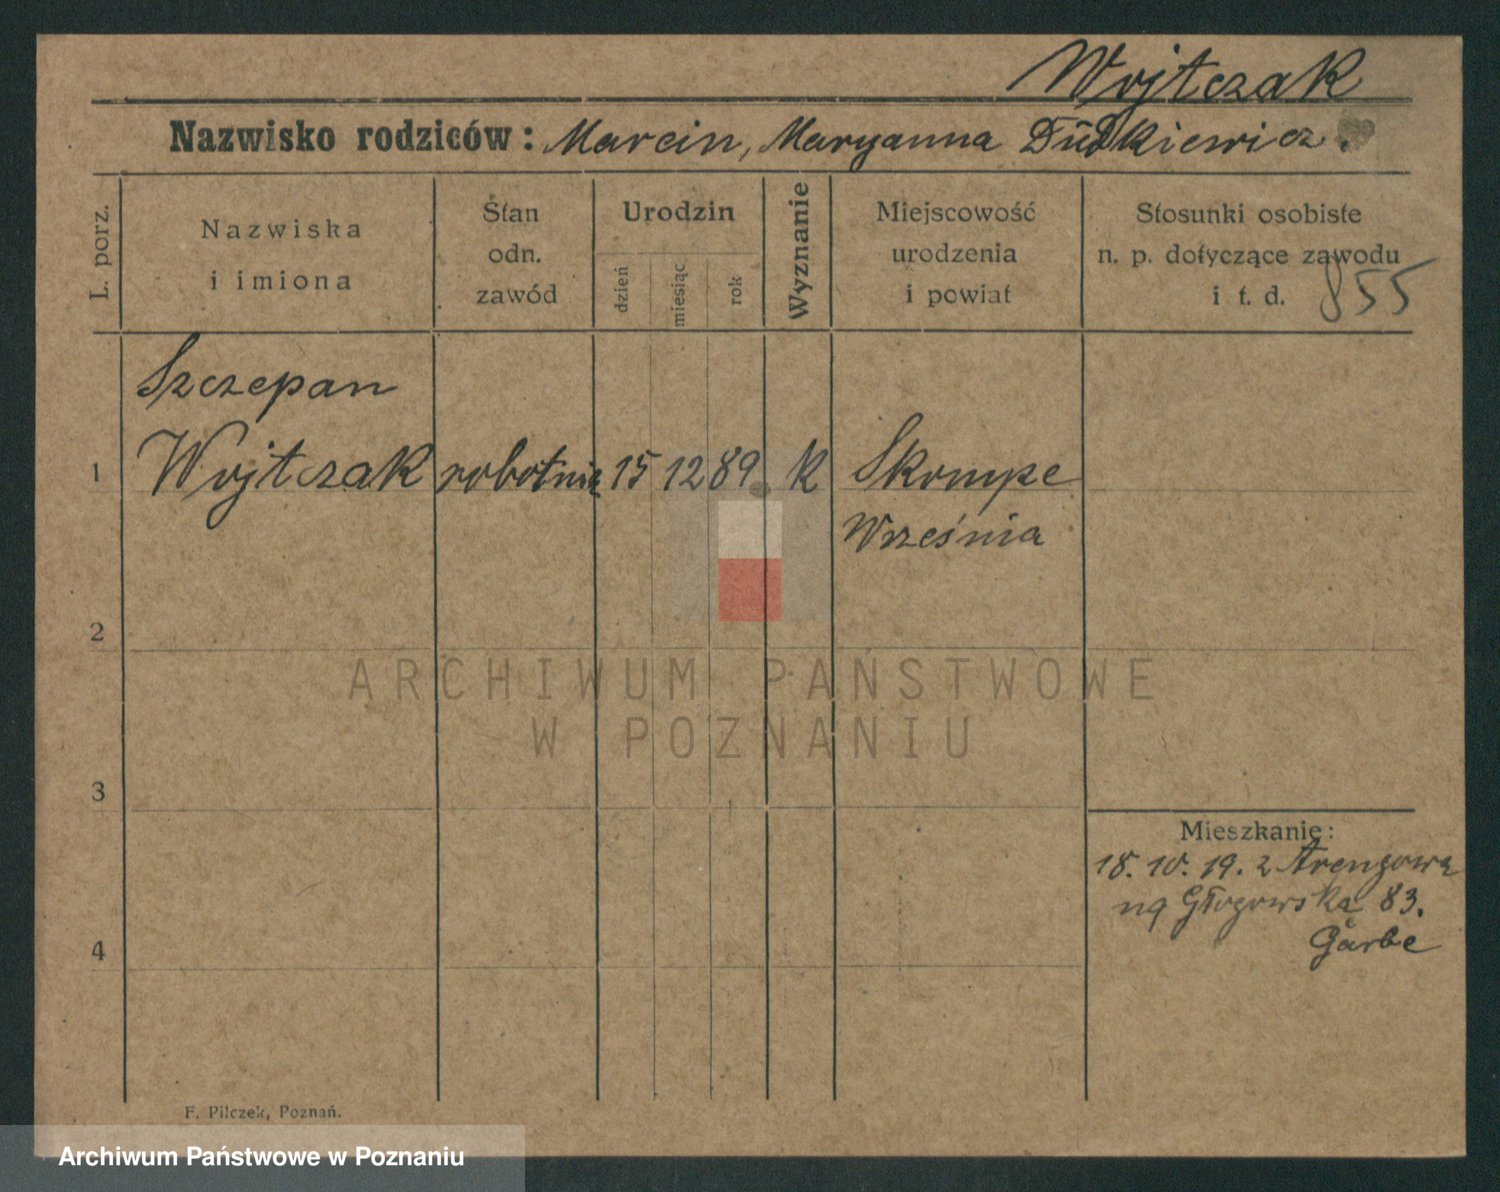 Wojtczak
Nazwisko rodziców: Marcin, Maryanna Dudkiewicz.
L. porz.
Nazwiska
i imiona
Stan
odn.
zawód
Urodzin
dzień
miesiąc
rok
Wyznanie
Miejscowość
urodzenia
i powiat
Stosunki osobiste
n. p. dotyczące zawodu
i t. d.
855
Szczepan
1 Wojtczak robotnik 15 12 89 k Skompe
Września
2
3
4
Mieszkanie:
18. 10. 19. z
na Głogowska 83.
Garbe
F. Pilczek, Poznań.
ARCHIWUM PAŃSTWOWE
W POZNANIU
Archiwum Państwowe w Poznaniu